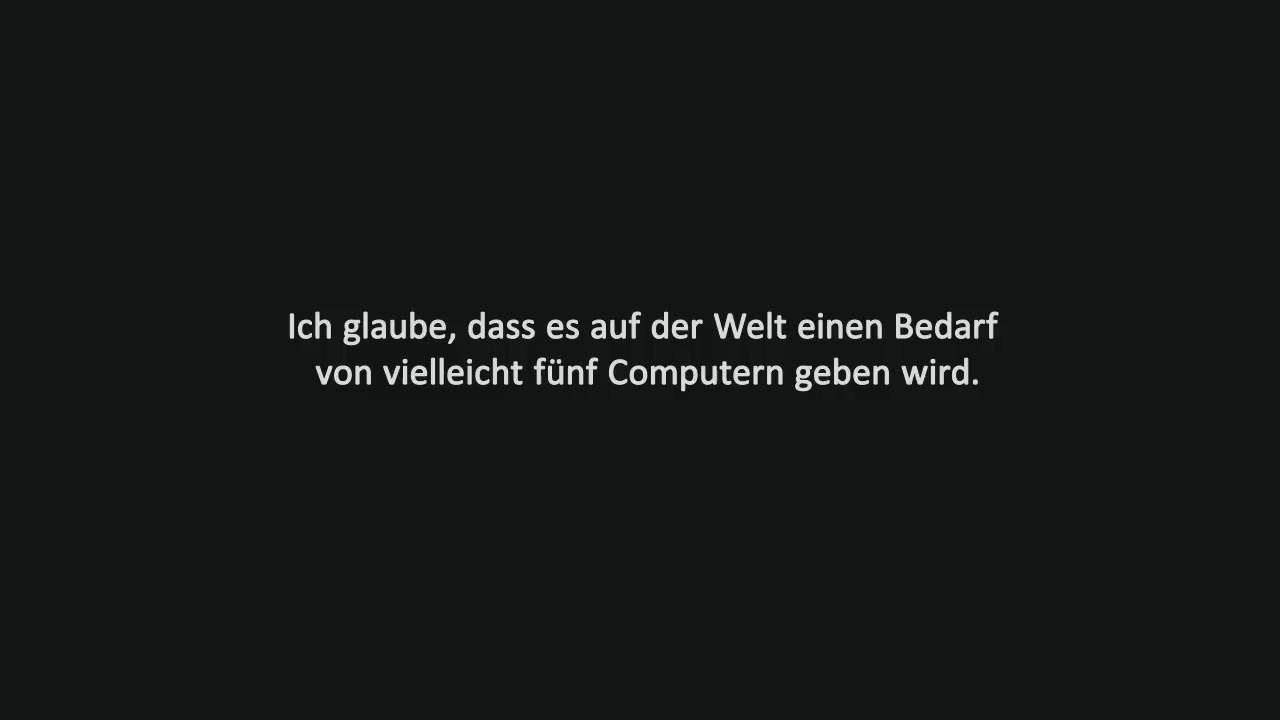 Ich glaube, dass es auf der Welt einen Bedarf
von vielleicht fünf Computern geben wird.